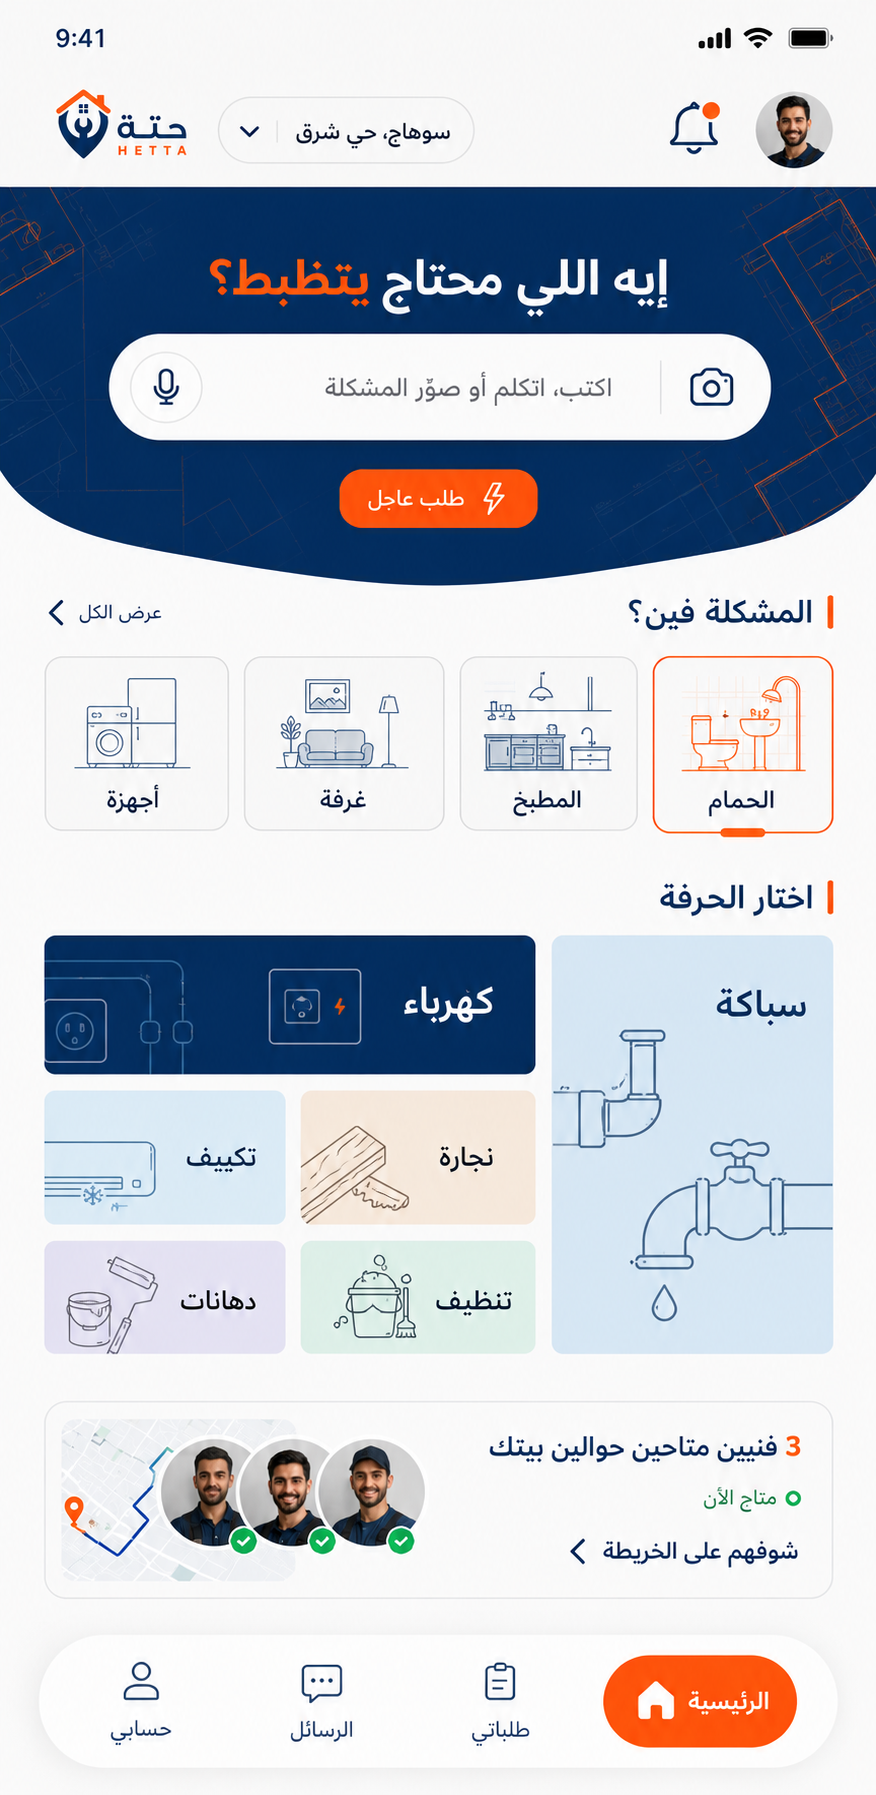 9:41
حتة
HETTA
سوهاج، حي شرق
إيه اللي محتاج يتظبط؟
اكتب، اتكلم أو صوِّر المشكلة
طلب عاجل
المشكلة فين؟
عرض الكل
الحمام
المطبخ
غرفة
أجهزة
اختار الحرفة
سباكة
كهرباء
نجارة
تكييف
تنظيف
دهانات
3 فنيين متاحين حوالين بيتك
متاح الأن
شوفهم على الخريطة
الرئيسية
طلباتي
الرسائل
حسابي